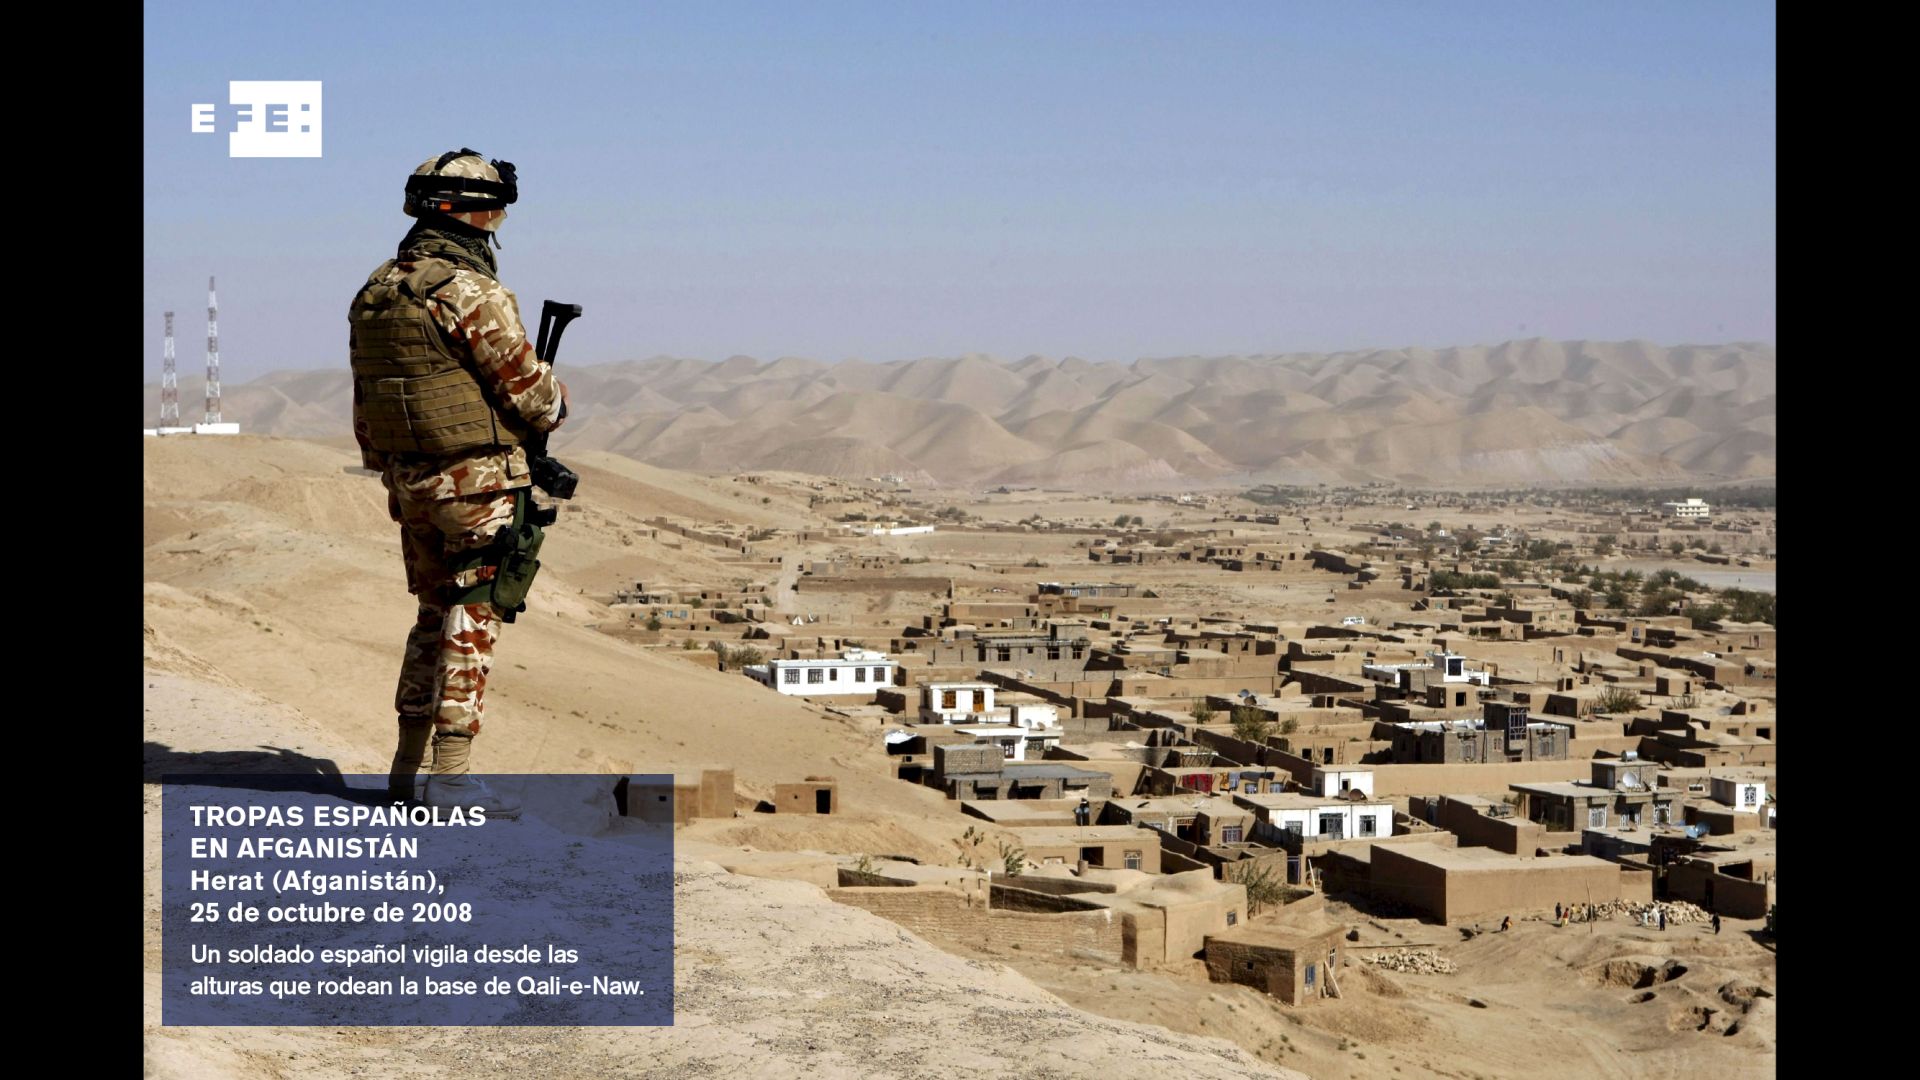 EFE:
TROPAS ESPAÑOLAS
EN AFGANISTÁN
Herat (Afganistán),
25 de octubre de 2008
Un soldado español vigila desde las
alturas que rodean la base de Qali-e-Naw.